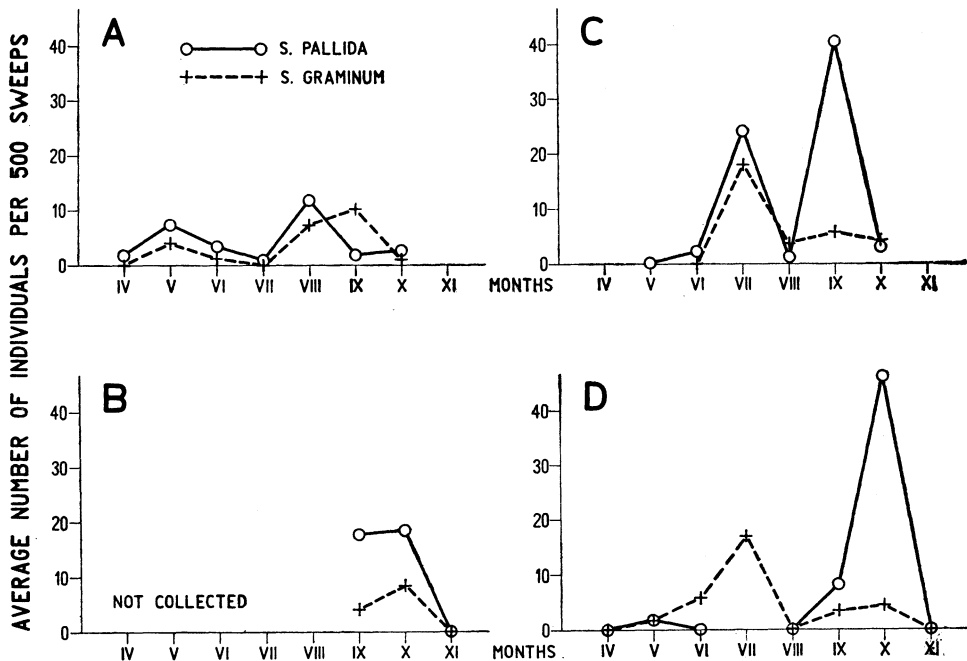 AVERAGE NUMBER OF INDIVIDUALS PER 500 SWEEPS
A
S. PALLIDA
S. GRAMINUM
40
30
20
10
0
IV V VI VII VIII IX X XI
MONTHS
C
40
30
20
10
0
IV V VI VII VIII IX X XI
B
40
30
20
10
0
NOT COLLECTED
IV V VI VII VIII IX X XI
MONTHS
D
40
30
20
10
0
IV V VI VII VIII IX X XI